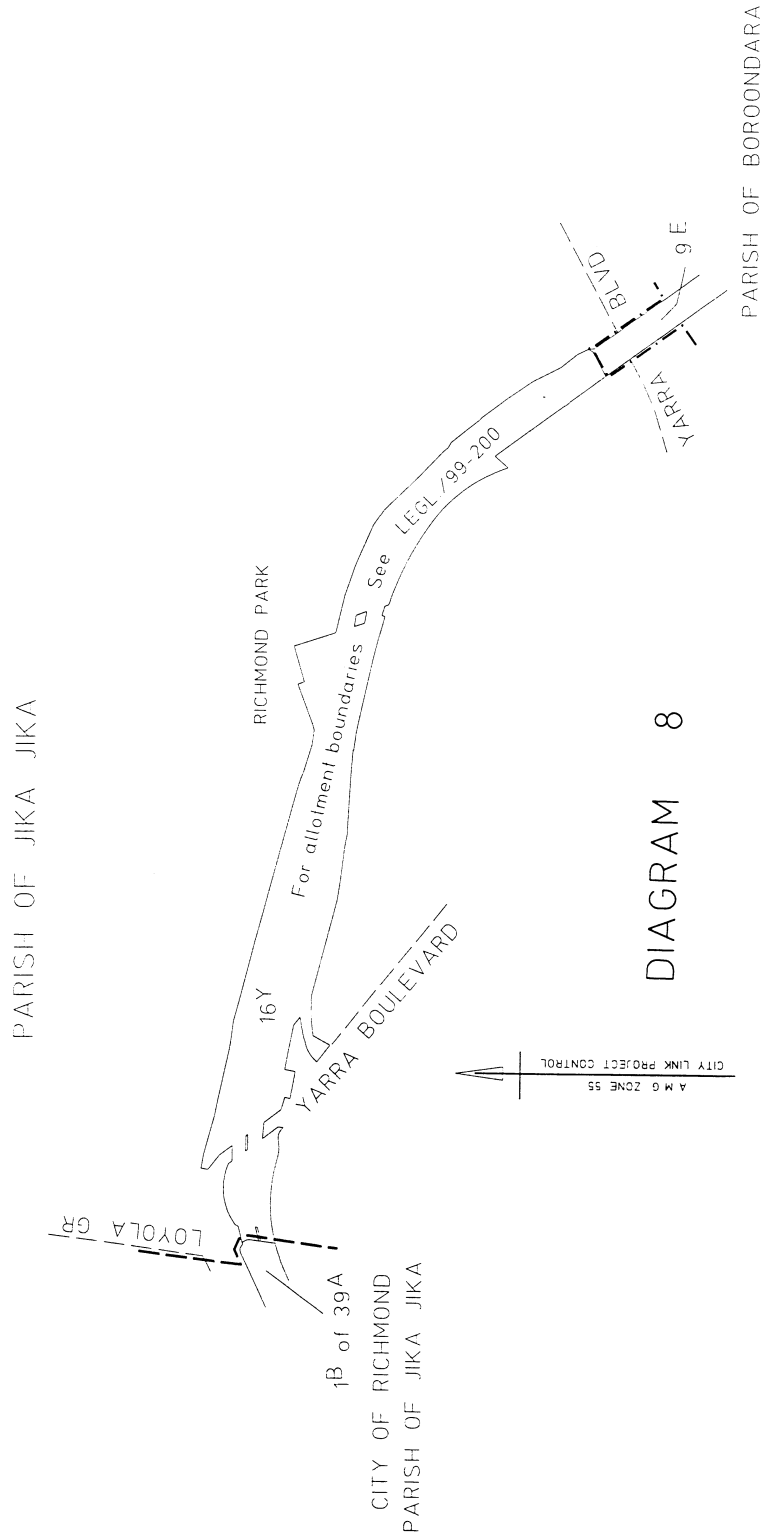 PARISH OF JIKA JIKA
RICHMOND PARK
LOYOLA GR
16Y
For allotment boundaries
See LEGL./99-200
YARRA BOULEVARD
YARRA BLVD
9E
PARISH OF BOROONDARA
1B of 39A
CITY OF RICHMOND
PARISH OF JIKA JIKA
A M G ZONE 55
CITY LINK PROJECT CONTROL
DIAGRAM 8